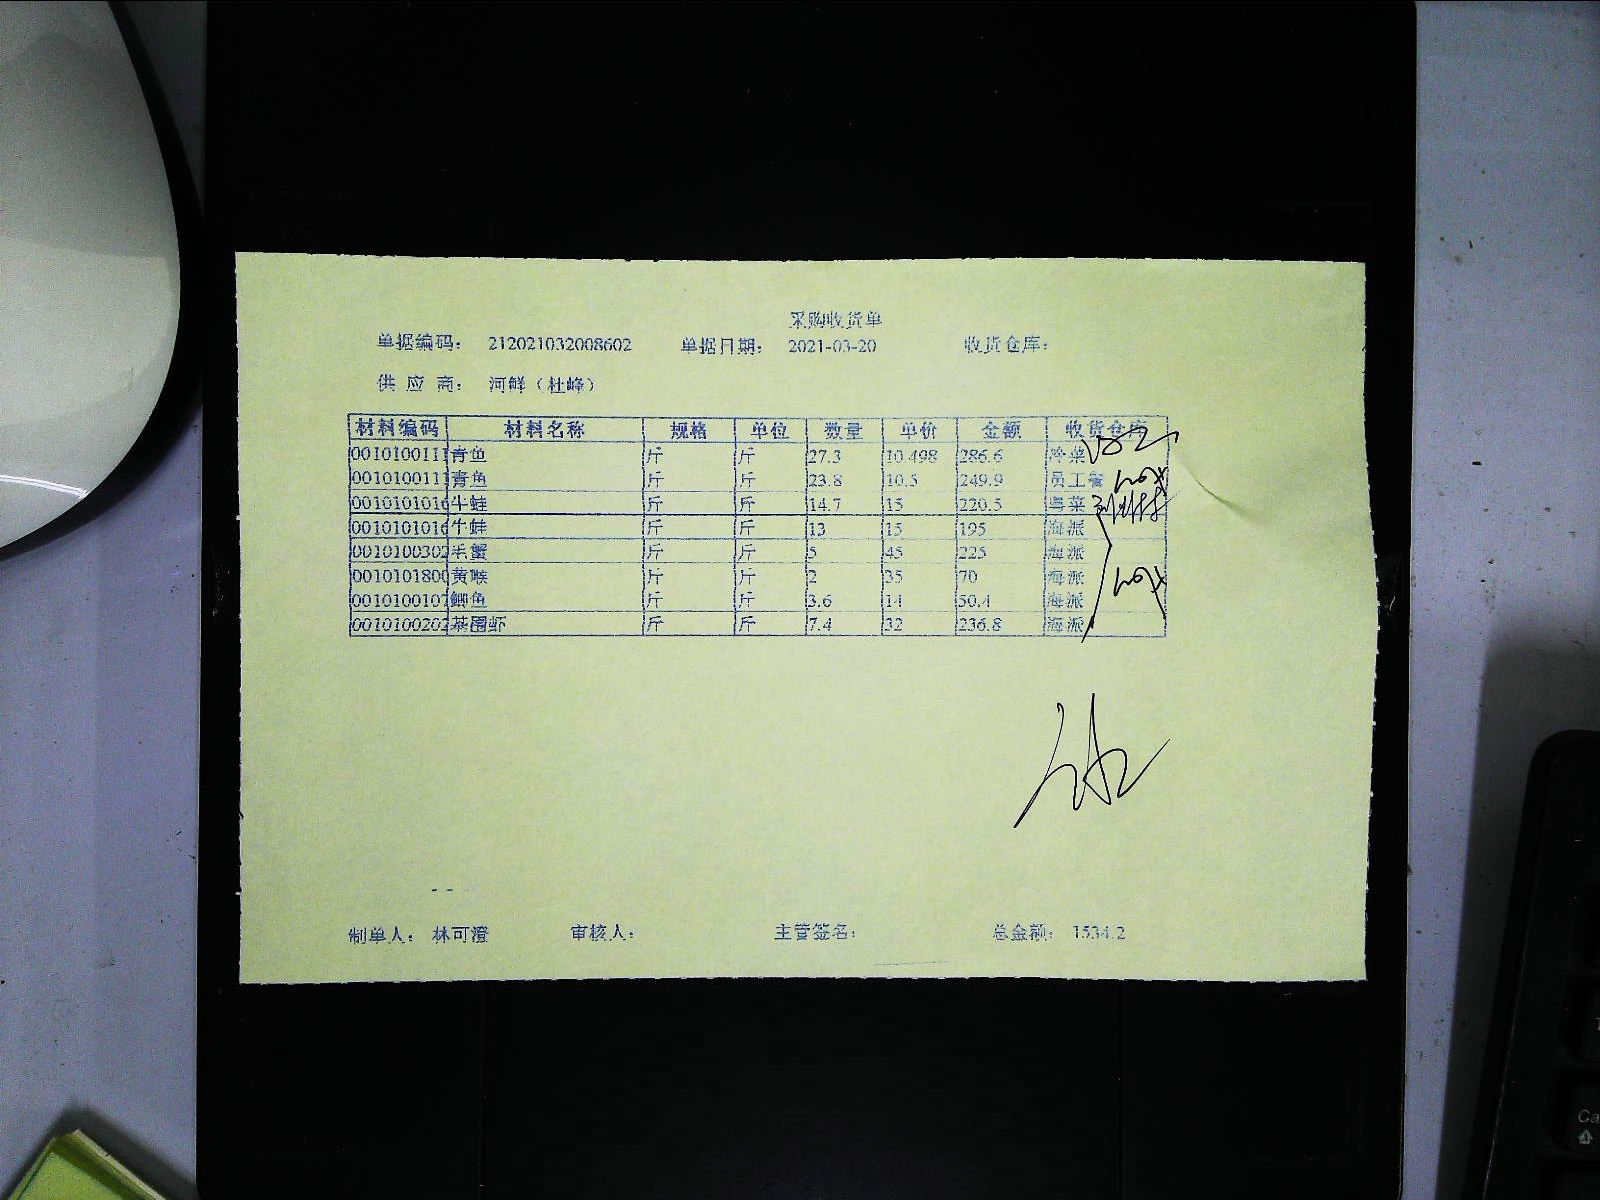 采购收货单
单据编码： 212021032008602 单据日期： 2021-03-20 收货仓库：
供 应 商： 河鲜（杜峰）
材料编码 材料名称 规格 单位 数量 单价 金额 收货仓库
0010100111 青鱼 斤 斤 27.3 10.498 286.6 冷菜
0010100111 青鱼 斤 斤 23.8 10.5 249.9 员工餐
0010101016 牛蛙 斤 斤 14.7 15 220.5 粤菜
0010101016 牛蛙 斤 斤 13 15 195 海派
0010100302 毛蟹 斤 斤 5 45 225 海派
0010101800 黄喉 斤 斤 2 35 70 海派
0010100107 鲫鱼 斤 斤 3.6 14 50.4 海派
0010100202 基围虾 斤 斤 7.4 32 236.8 海派
制单人： 林可澄 审核人： 主管签名： 总金额： 1534.2